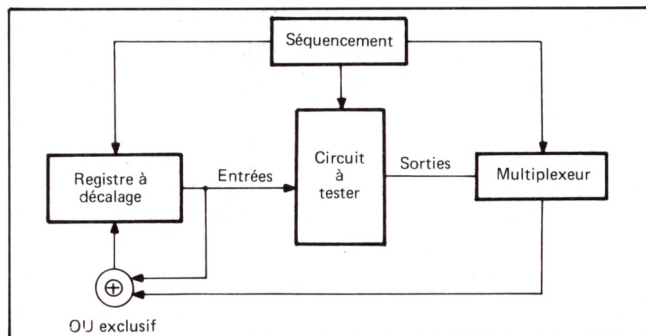 Séquencement
Registre à
décalage
Entrées
Circuit
à
tester
Sorties
Multiplexeur
OU exclusif